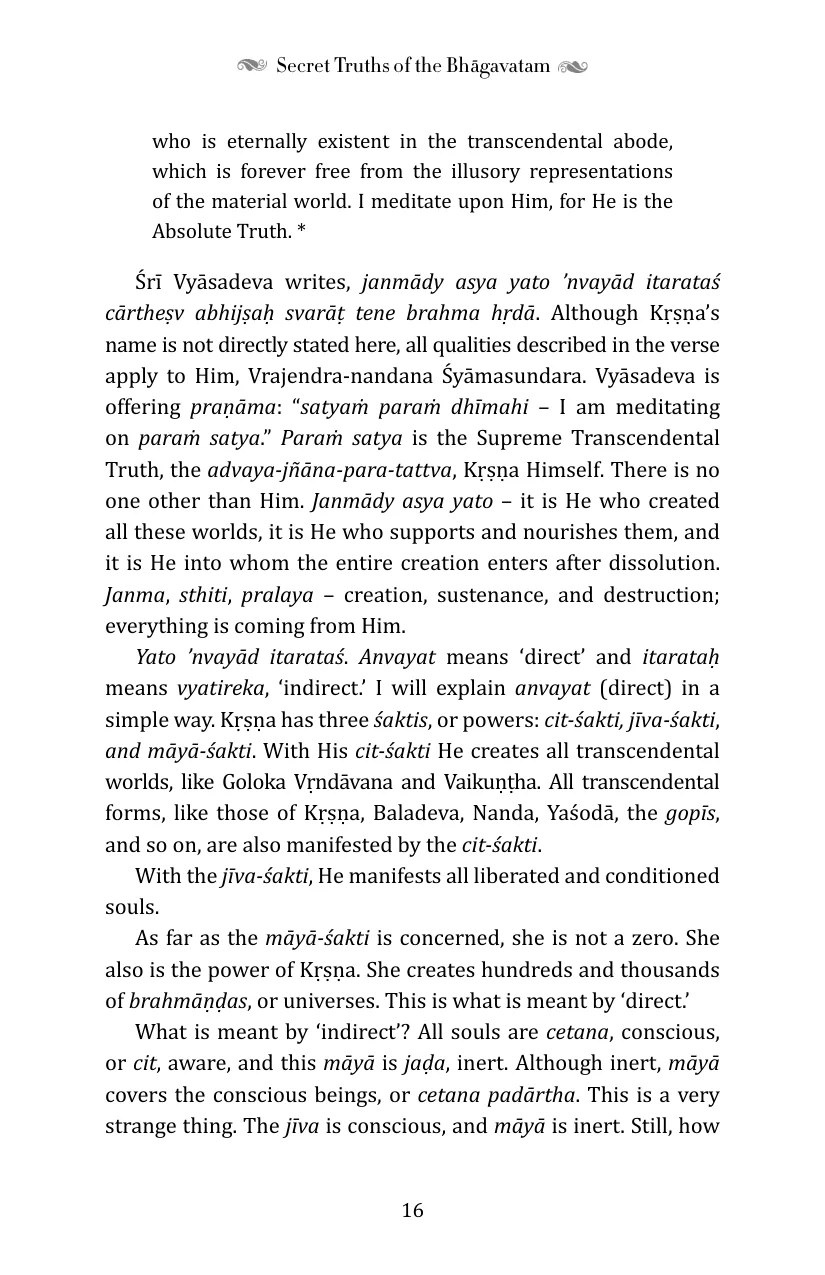 Secret Truths of the Bhāgavatam
who is eternally existent in the transcendental abode,
which is forever free from the illusory representations
of the material world. I meditate upon Him, for He is the
Absolute Truth. *
Śrī Vyāsadeva writes, janmādy asya yato ’nvayād itarataś
cārtheṣv abhijṣaḥ svarāṭ tene brahma hṛdā. Although Kṛṣṇa’s
name is not directly stated here, all qualities described in the verse
apply to Him, Vrajendra-nandana Śyāmasundara. Vyāsadeva is
offering praṇāma: “satyaṁ paraṁ dhīmahi – I am meditating
on paraṁ satya.” Paraṁ satya is the Supreme Transcendental
Truth, the advaya-jñāna-para-tattva, Kṛṣṇa Himself. There is no
one other than Him. Janmādy asya yato – it is He who created
all these worlds, it is He who supports and nourishes them, and
it is He into whom the entire creation enters after dissolution.
Janma, sthiti, pralaya – creation, sustenance, and destruction;
everything is coming from Him.
Yato ’nvayād itarataś. Anvayat means ‘direct’ and itarataḥ
means vyatireka, ‘indirect.’ I will explain anvayat (direct) in a
simple way. Kṛṣṇa has three śaktis, or powers: cit-śakti, jīva-śakti,
and māyā-śakti. With His cit-śakti He creates all transcendental
worlds, like Goloka Vṛndāvana and Vaikuṇṭha. All transcendental
forms, like those of Kṛṣṇa, Baladeva, Nanda, Yaśodā, the gopīs,
and so on, are also manifested by the cit-śakti.
With the jīva-śakti, He manifests all liberated and conditioned
souls.
As far as the māyā-śakti is concerned, she is not a zero. She
also is the power of Kṛṣṇa. She creates hundreds and thousands
of brahmāṇḍas, or universes. This is what is meant by ‘direct.’
What is meant by ‘indirect’? All souls are cetana, conscious,
or cit, aware, and this māyā is jaḍa, inert. Although inert, māyā
covers the conscious beings, or cetana padārtha. This is a very
strange thing. The jīva is conscious, and māyā is inert. Still, how
16